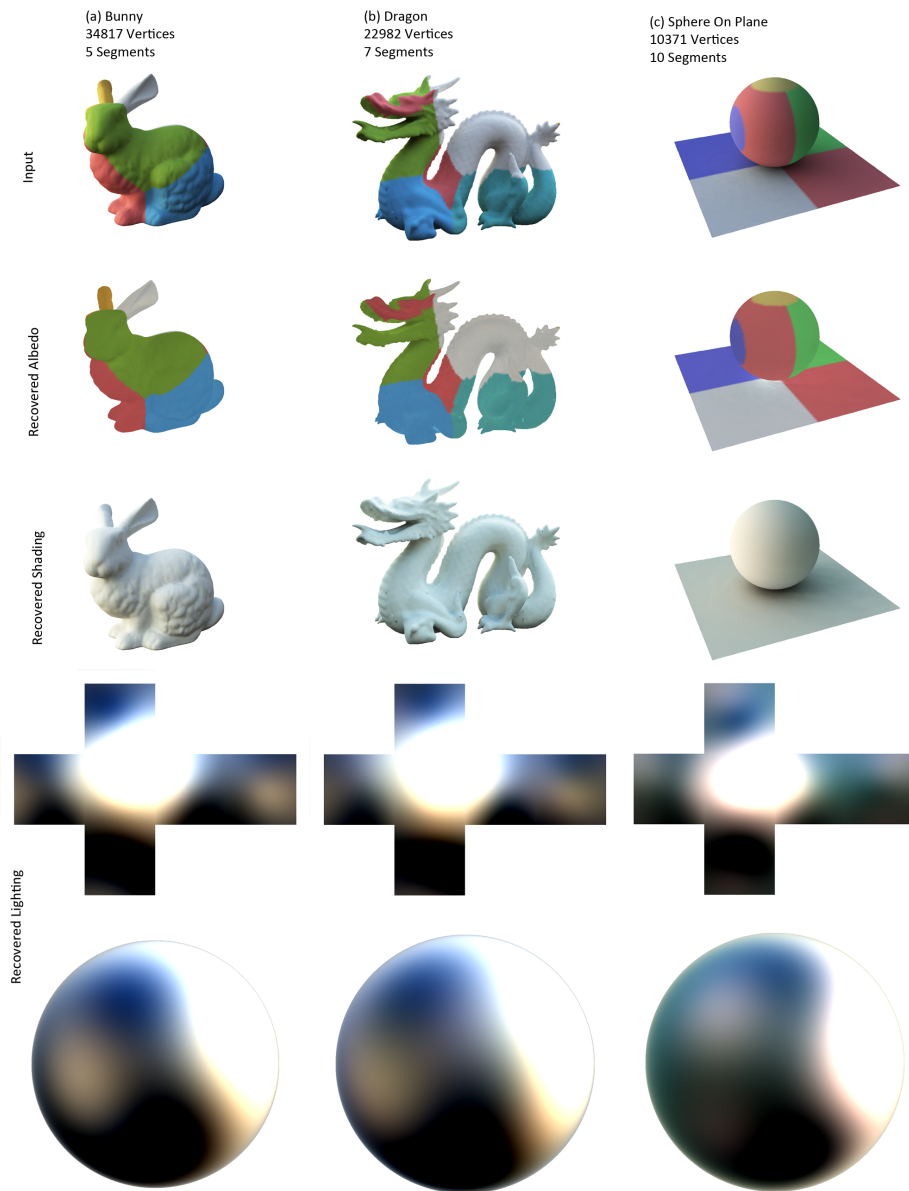 (a) Bunny
34817 Vertices
5 Segments
(b) Dragon
22982 Vertices
7 Segments
(c) Sphere On Plane
10371 Vertices
10 Segments
Input
Recovered Albedo
Recovered Shading
Recovered Lighting